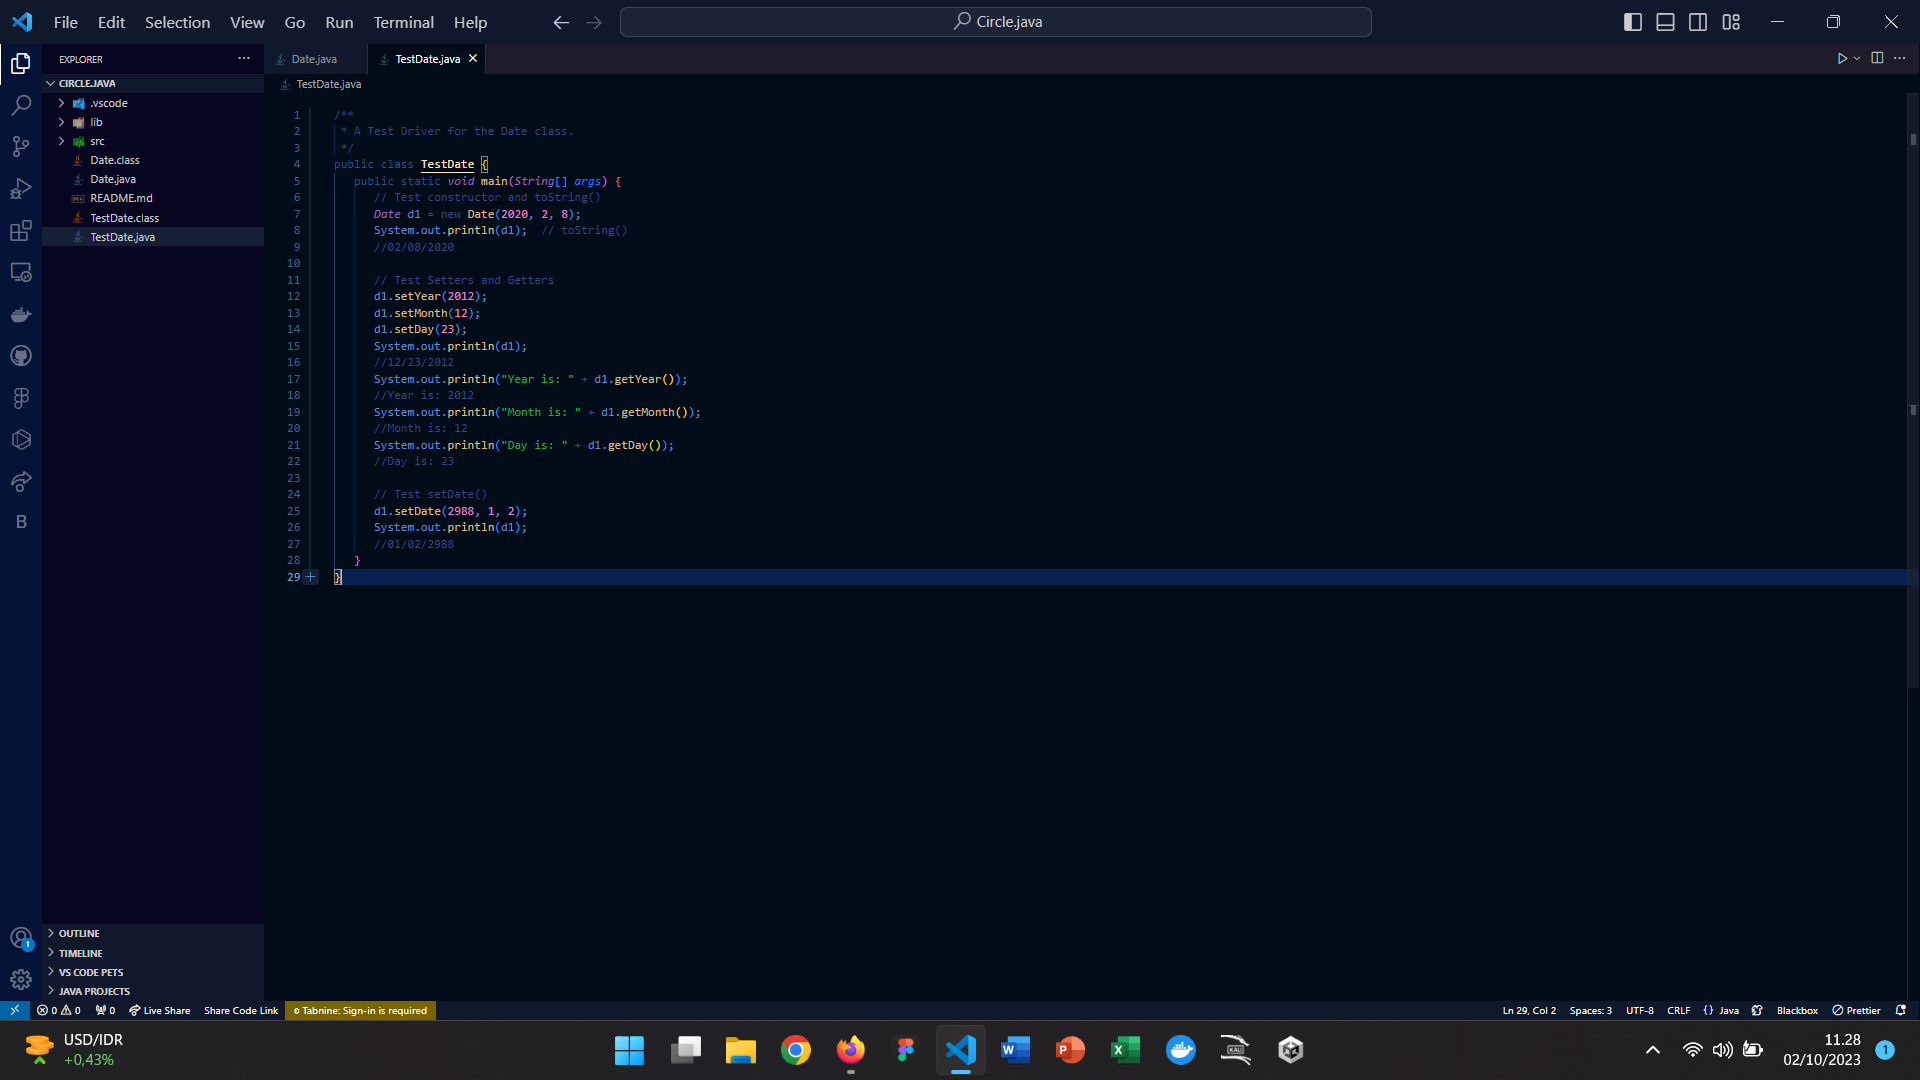 File Edit Selection View Go Run Terminal Help
Circle.java
EXPLORER
CIRCLE.JAVA
.vscode
lib
src
Date.class
Date.java
README.md
TestDate.class
TestDate.java
OUTLINE
TIMELINE
VS CODE PETS
JAVA PROJECTS
Date.java TestDate.java
TestDate.java
1 /**
2 * A Test Driver for the Date class.
3 */
4 public class TestDate {
5 public static void main(String[] args) {
6 // Test constructor and toString()
7 Date d1 = new Date(2020, 2, 8);
8 System.out.println(d1); // toString()
9 //02/08/2020
10
11 // Test Setters and Getters
12 d1.setYear(2012);
13 d1.setMonth(12);
14 d1.setDay(23);
15 System.out.println(d1);
16 //12/23/2012
17 System.out.println("Year is: " + d1.getYear());
18 //Year is: 2012
19 System.out.println("Month is: " + d1.getMonth());
20 //Month is: 12
21 System.out.println("Day is: " + d1.getDay());
22 //Day is: 23
23
24 // Test setDate()
25 d1.setDate(2988, 1, 2);
26 System.out.println(d1);
27 //01/02/2988
28 }
29 }
B
1
0 0 0 Live Share Share Code Link Tabnine: Sign-in is required
Ln 29, Col 2 Spaces: 3 UTF-8 CRLF {} Java Blackbox Prettier
USD/IDR
+0,43%
W P X KALI
11.28
02/10/2023
1